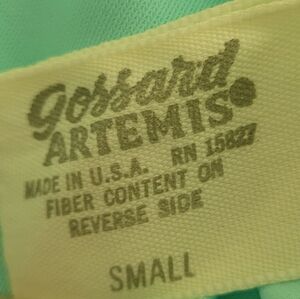 Gossard
ARTEMIS®
MADE IN U.S.A. RN 15827
FIBER CONTENT ON
REVERSE SIDE
SMALL